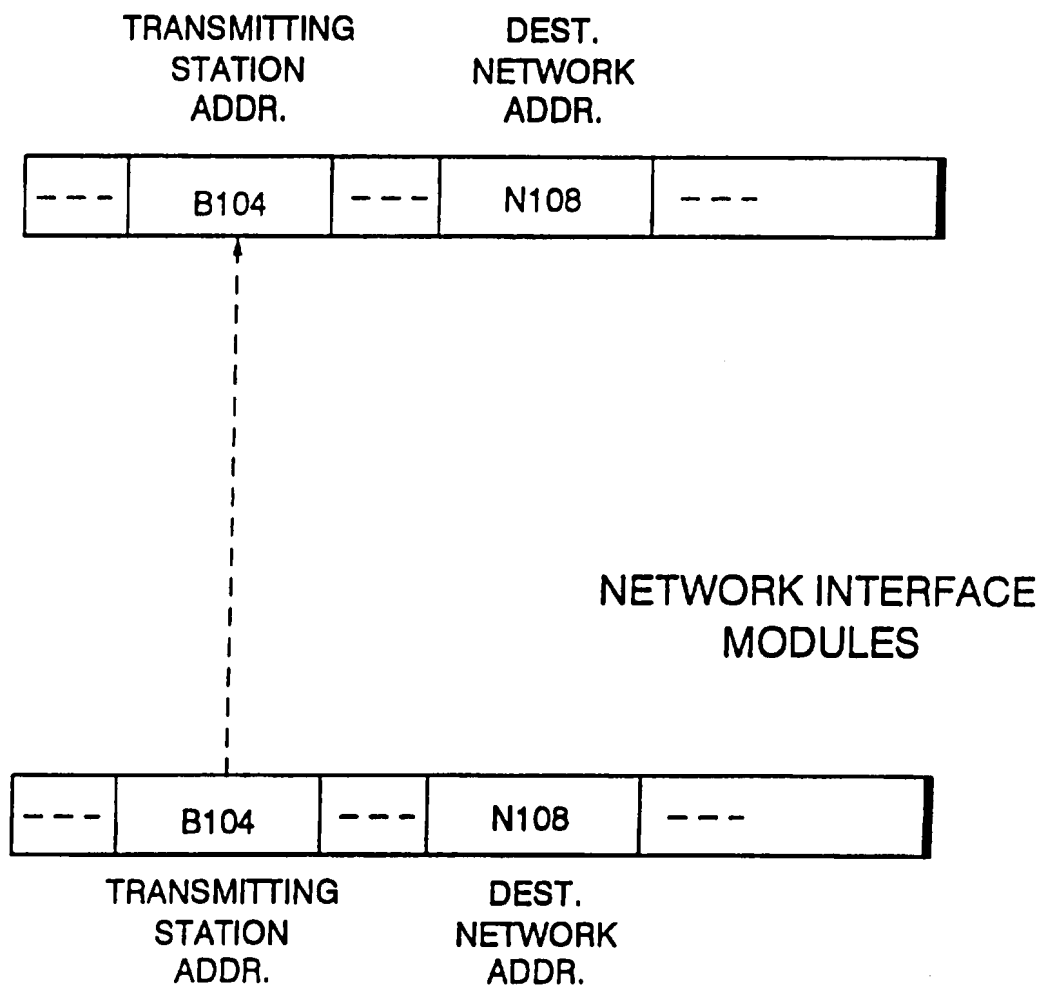 TRANSMITTING
STATION
ADDR.
DEST.
NETWORK
ADDR.
--- B104 --- N108 ---
NETWORK INTERFACE
MODULES
--- B104 --- N108 ---
TRANSMITTING
STATION
ADDR.
DEST.
NETWORK
ADDR.